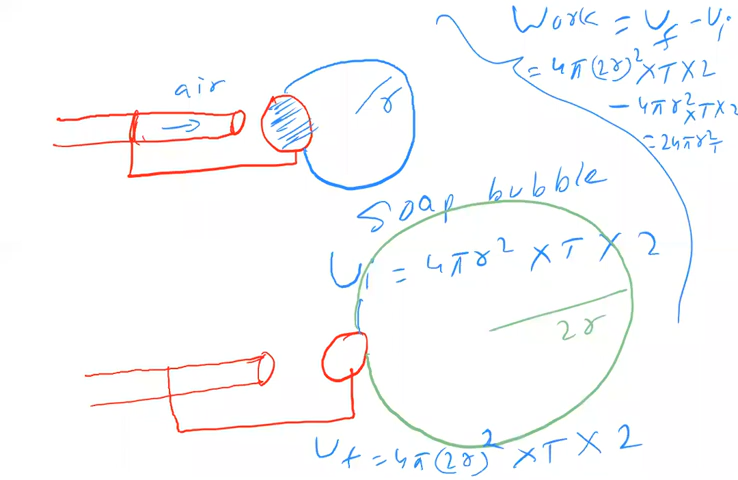 Work = Uf - Ui
= 4π(2r)² × T × 2
- 4πr² × T × 2
= 24πr²T
air
r
Soap bubble
Ui = 4πr² × T × 2
2r
Uf = 4π(2r)² × T × 2